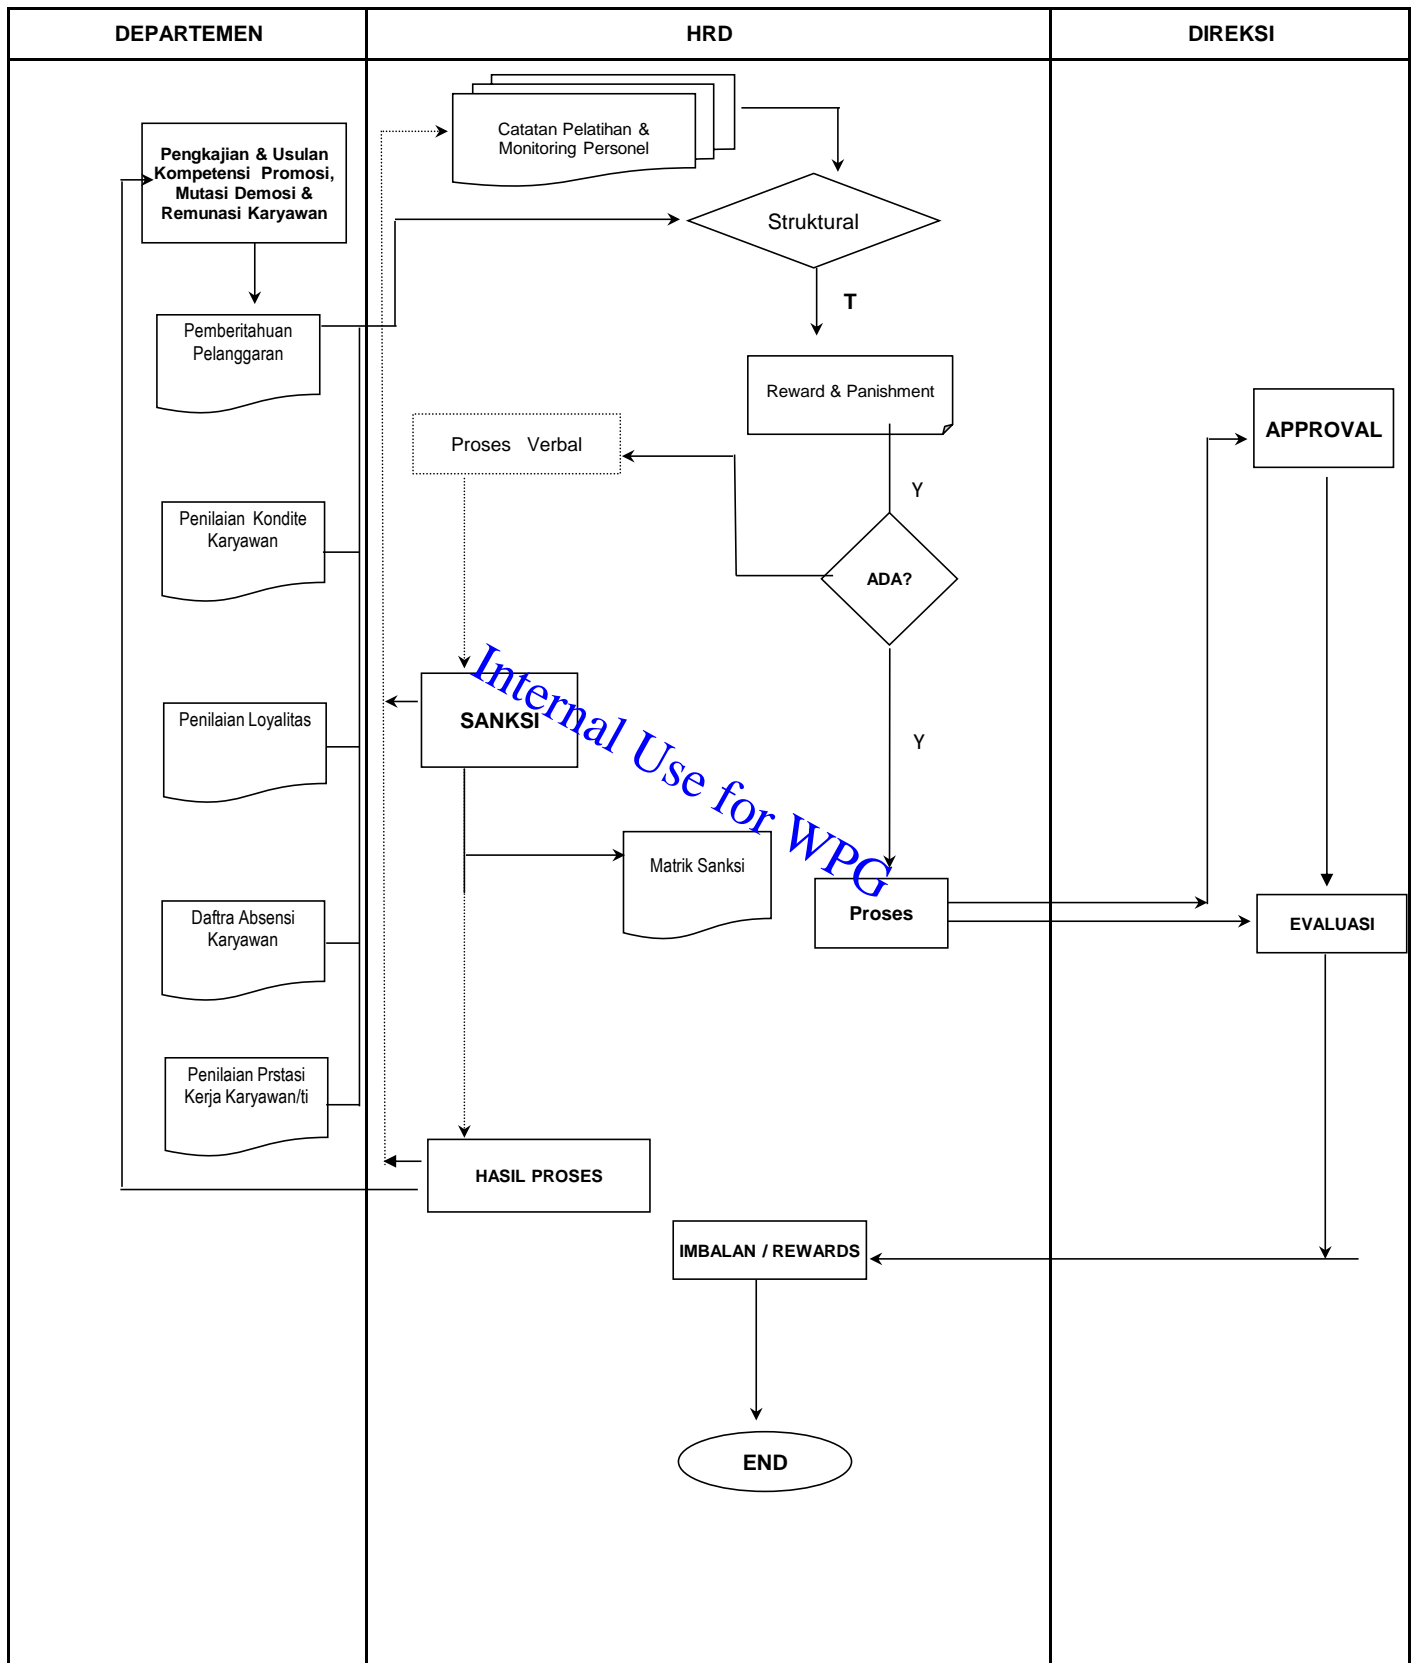 DEPARTEMEN
HRD
DIREKSI
Catatan Pelatihan &
Monitoring Personel
Pengkajian & Usulan
Kompetensi Promosi,
Mutasi Demosi &
Remunasi Karyawan
Struktural
T
Pemberitahuan
Pelanggaran
Reward & Panishment
APPROVAL
Proses Verbal
Y
Penilaian Kondite
Karyawan
ADA?
Penilaian Loyalitas
SANKSI
Y
Internal Use for WPG
Matrik Sanksi
Daftra Absensi
Karyawan
Proses
EVALUASI
Penilaian Prstasi
Kerja Karyawan/ti
HASIL PROSES
IMBALAN / REWARDS
END